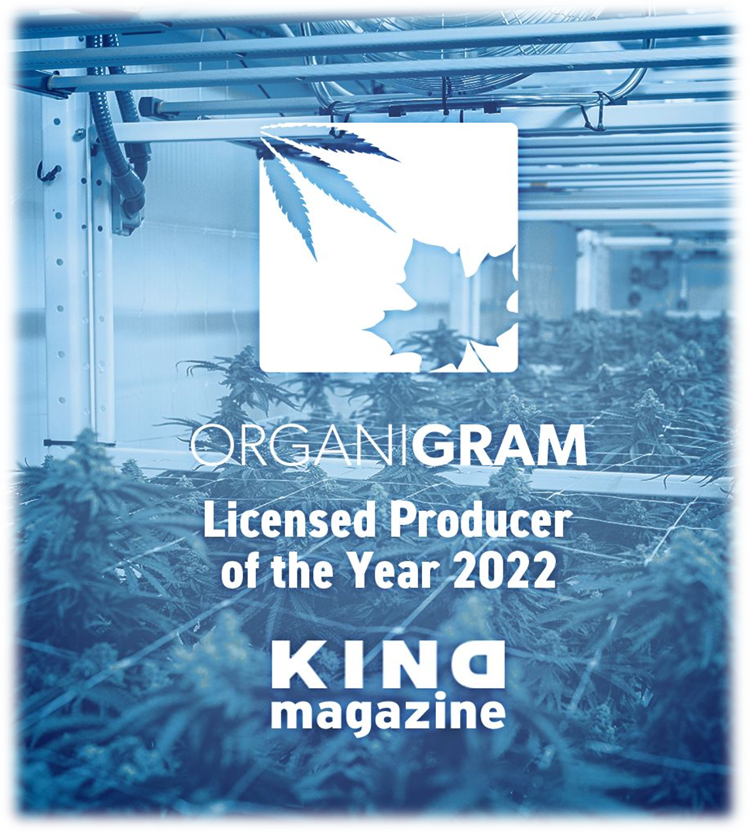 ORGANIGRAM
Licensed Producer
of the Year 2022
KIND
magazine